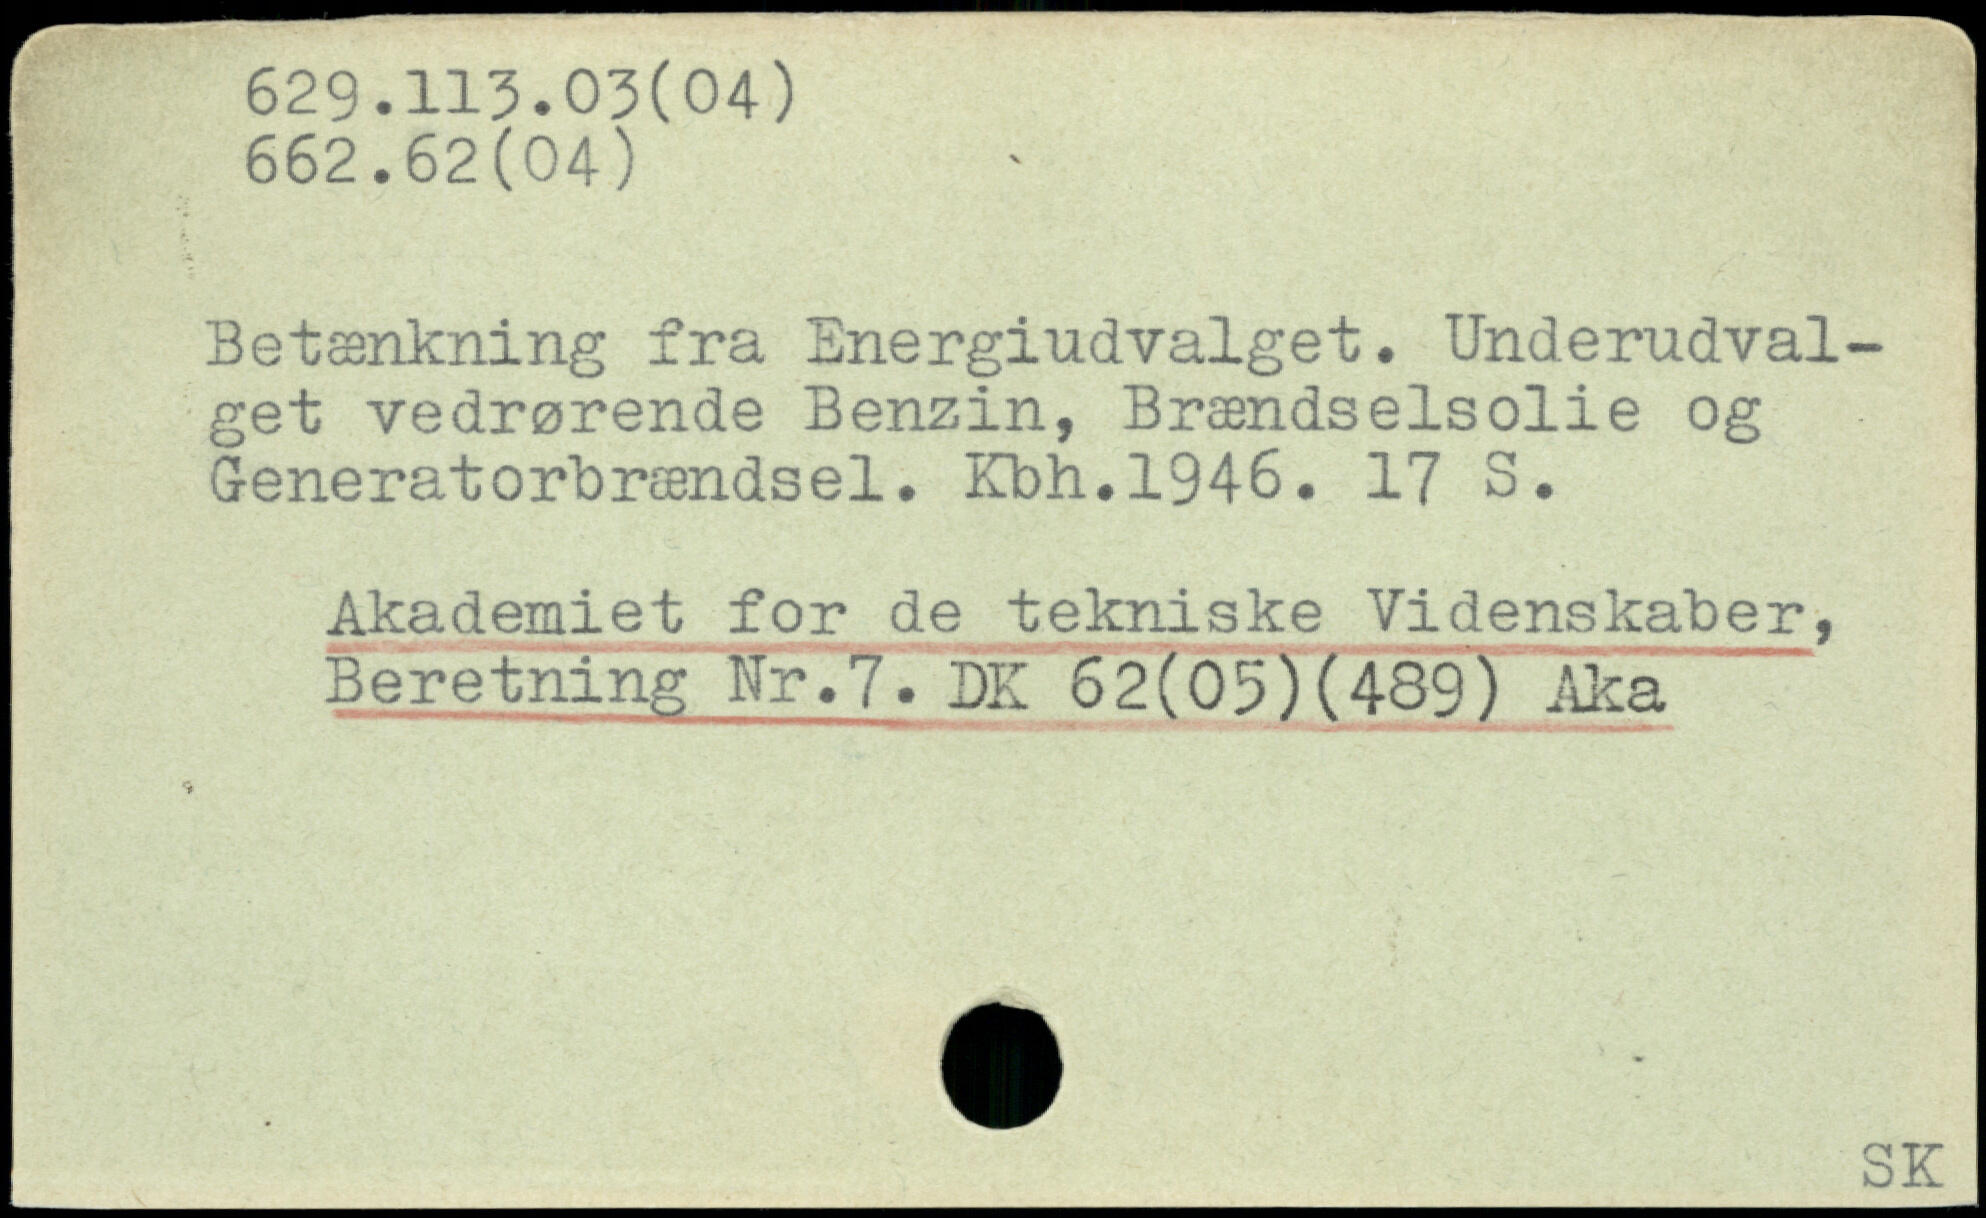 629.113.03(04)
662.62(04)
Betænkning fra Energiudvalget. Underudval-
get vedrørende Benzin, Brændselsolie og
Generatorbrændsel. Kbh.1946. 17 S.
Akademiet for de tekniske Videnskaber,
Beretning Nr.7. DK 62(05)(489) Aka
SK